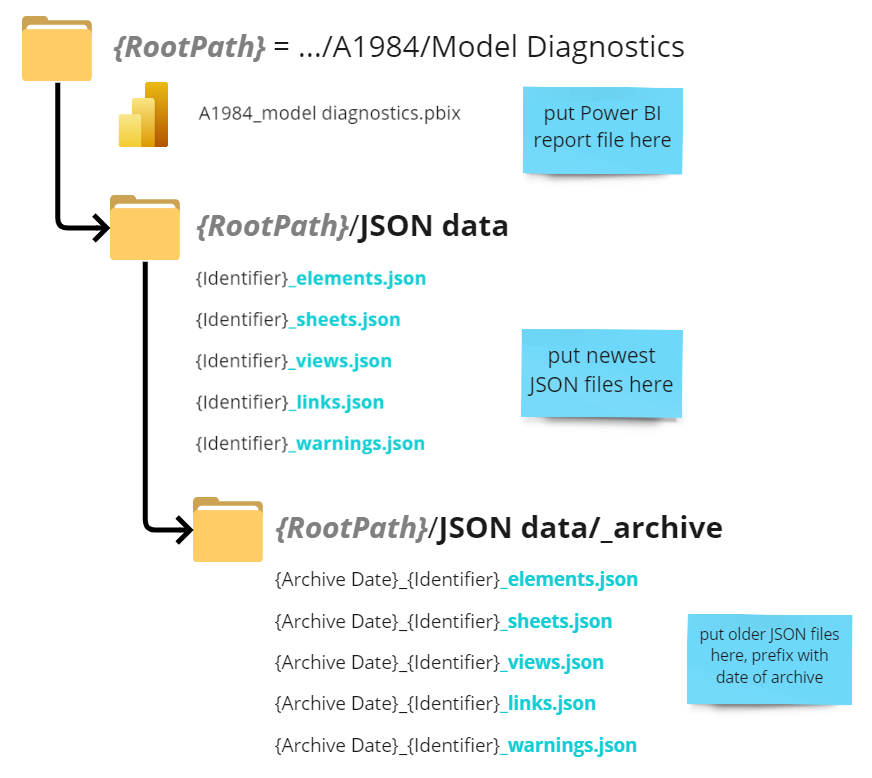 {RootPath} = .../A1984/Model Diagnostics
A1984_model diagnostics.pbix
put Power BI
report file here
{RootPath}/JSON data
{Identifier}_elements.json
{Identifier}_sheets.json
{Identifier}_views.json
{Identifier}_links.json
{Identifier}_warnings.json
put newest
JSON files here
{RootPath}/JSON data/_archive
{Archive Date}_{Identifier}_elements.json
{Archive Date}_{Identifier}_sheets.json
{Archive Date}_{Identifier}_views.json
{Archive Date}_{Identifier}_links.json
{Archive Date}_{Identifier}_warnings.json
put older JSON files
here, prefix with
date of archive